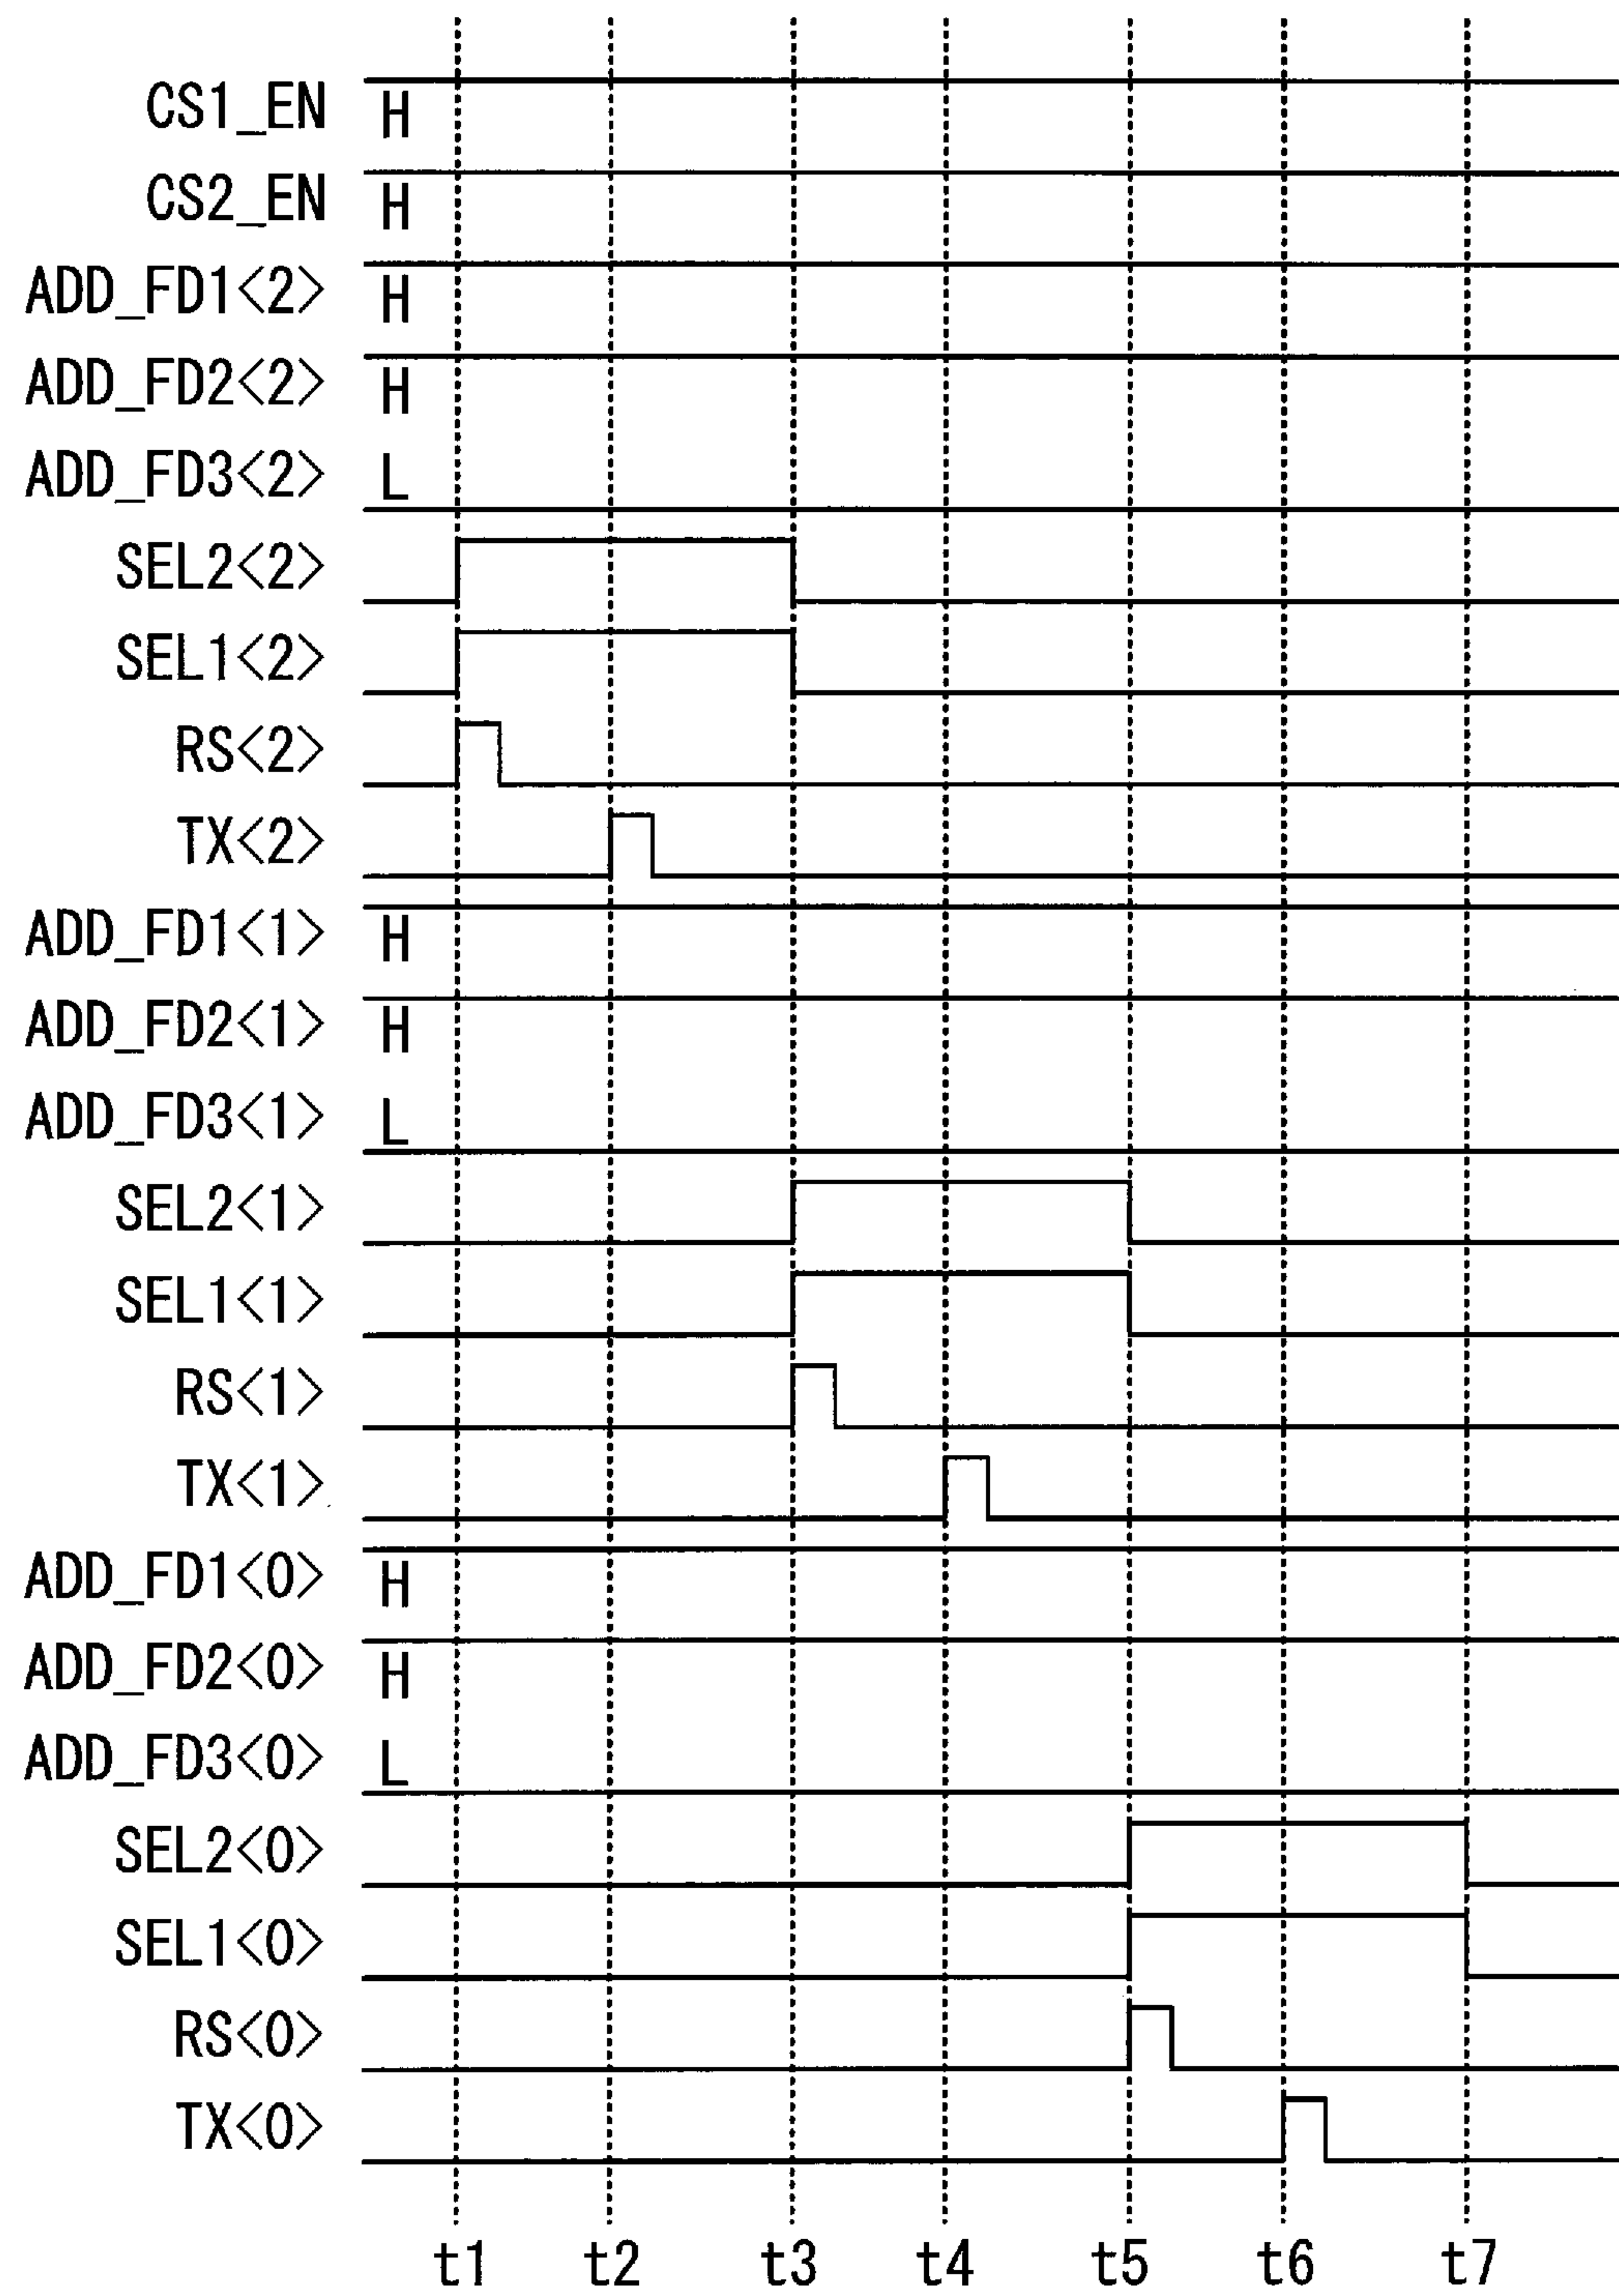 CS1_EN H
CS2_EN H
ADD_FD1<2> H
ADD_FD2<2> H
ADD_FD3<2> L
SEL2<2>
SEL1<2>
RS<2>
TX<2>
ADD_FD1<1> H
ADD_FD2<1> H
ADD_FD3<1> L
SEL2<1>
SEL1<1>
RS<1>
TX<1>
ADD_FD1<0> H
ADD_FD2<0> H
ADD_FD3<0> L
SEL2<0>
SEL1<0>
RS<0>
TX<0>
t1 t2 t3 t4 t5 t6 t7